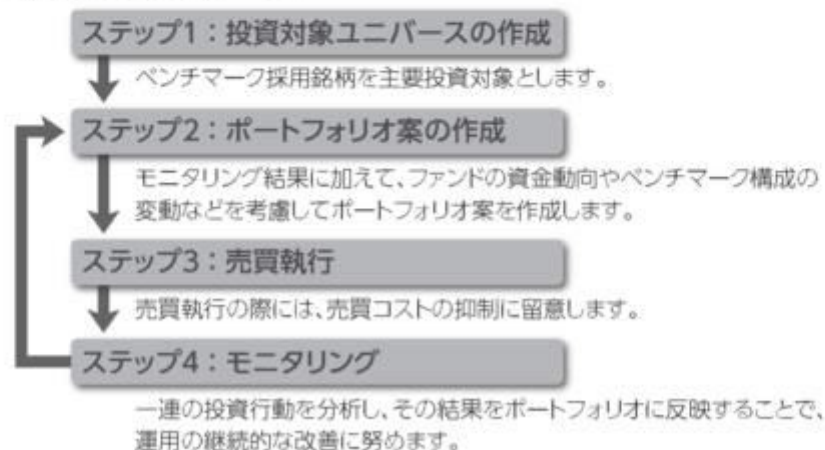 ステップ1：投資対象ユニバースの作成
ベンチマーク採用銘柄を主要投資対象とします。
ステップ2：ポートフォリオ案の作成
モニタリング結果に加えて、ファンドの資金動向やベンチマーク構成の
変動などを考慮してポートフォリオ案を作成します。
ステップ3：売買執行
売買執行の際には、売買コストの抑制に留意します。
ステップ4：モニタリング
一連の投資行動を分析し、その結果をポートフォリオに反映することで、
運用の継続的な改善に努めます。